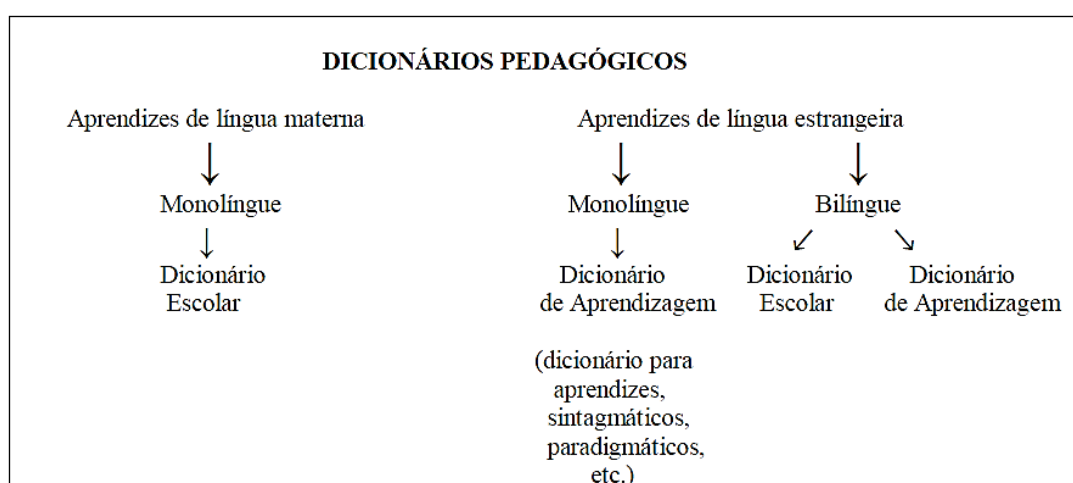 DICIONÁRIOS PEDAGÓGICOS
Aprendizes de língua materna
Aprendizes de língua estrangeira
Monolíngue
Monolíngue
Bilíngue
Dicionário
Escolar
Dicionário
de Aprendizagem
Dicionário
Escolar
Dicionário
de Aprendizagem
(dicionário para
aprendizes,
sintagmáticos,
paradigmáticos,
etc.)